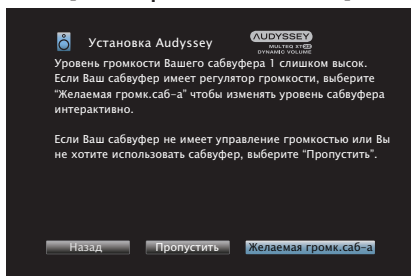 Установка Audyssey
AUDYSSEY
MULTEQ XT32
DYNAMIC VOLUME
Уровень громкости Вашего сабвуфера 1 слишком высок.
Если Ваш сабвуфер имеет регулятор громкости, выберите
"Желаемая громк.саб-а" чтобы изменять уровень сабвуфера
интерактивно.
Если Ваш сабвуфер не имеет управление громкостью или Вы
не хотите использовать сабвуфер, выберите "Пропустить".
Назад Пропустить Желаемая громк.саб-а